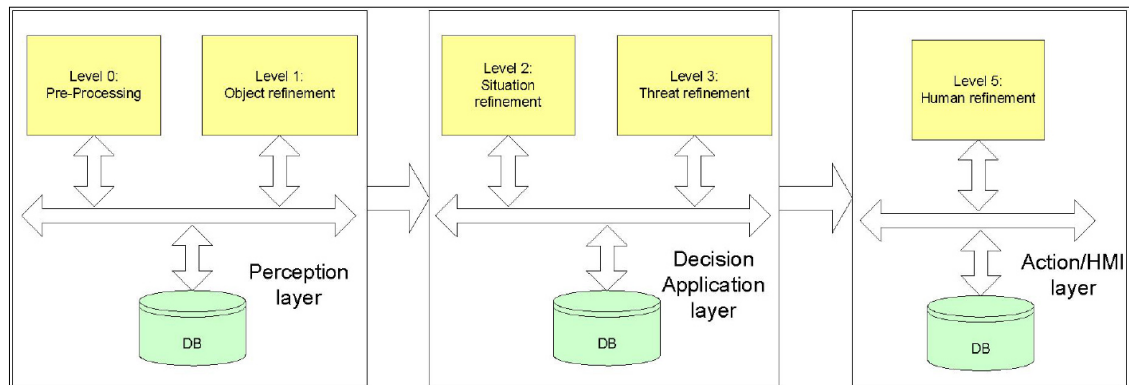 Level 0:
Pre-Processing
Level 1:
Object refinement
Perception
layer
DB
Level 2:
Situation
refinement
Level 3:
Threat refinement
Decision
Application
layer
DB
Level 5:
Human refinement
Action/HMI
layer
DB